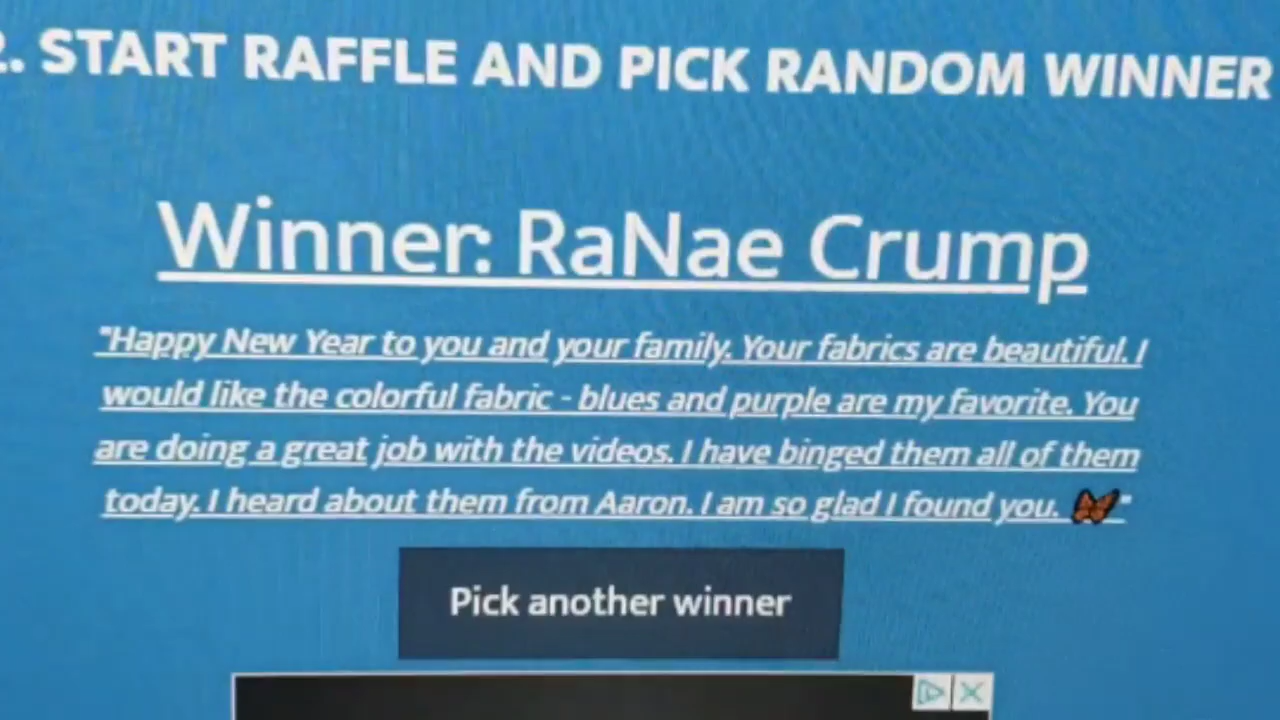 2. START RAFFLE AND PICK RANDOM WINNER
Winner: RaNae Crump
"Happy New Year to you and your family. Your fabrics are beautiful. I
would like the colorful fabric - blues and purple are my favorite. You
are doing a great job with the videos. I have binged them all of them
today. I heard about them from Aaron. I am so glad I found you. 🦋"
Pick another winner